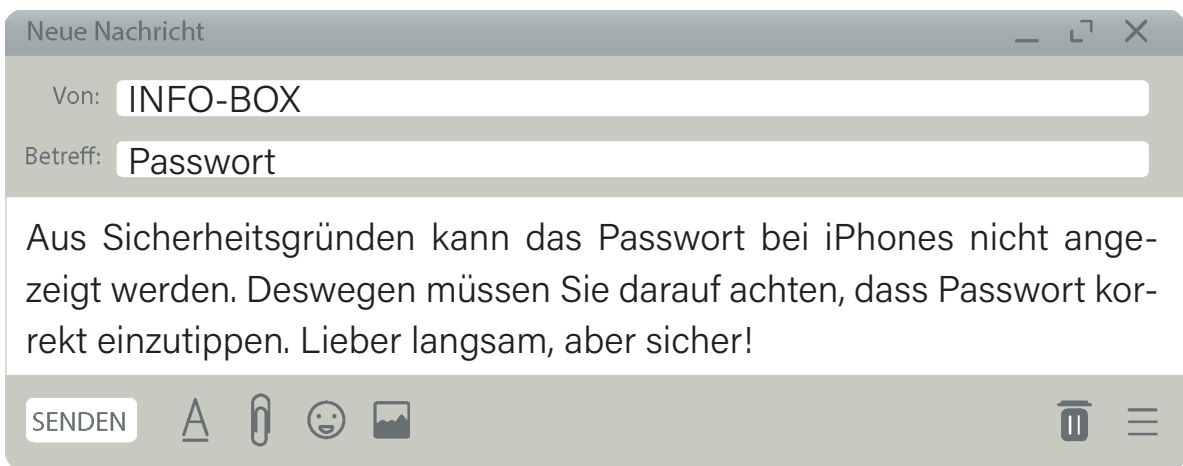 Neue Nachricht
Von: INFO-BOX
Betreff: Passwort
Aus Sicherheitsgründen kann das Passwort bei iPhones nicht ange-
zeigt werden. Deswegen müssen Sie darauf achten, dass Passwort kor-
rekt einzutippen. Lieber langsam, aber sicher!
SENDEN A